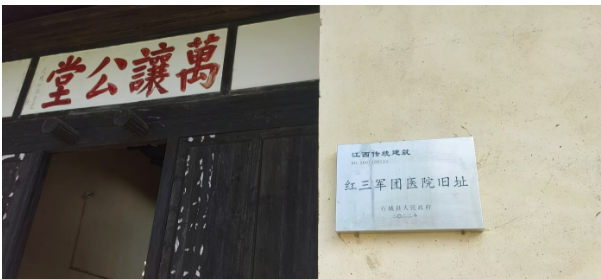 萬讓公堂
江西传统建筑
红三军团医院旧址
石城县人民政府